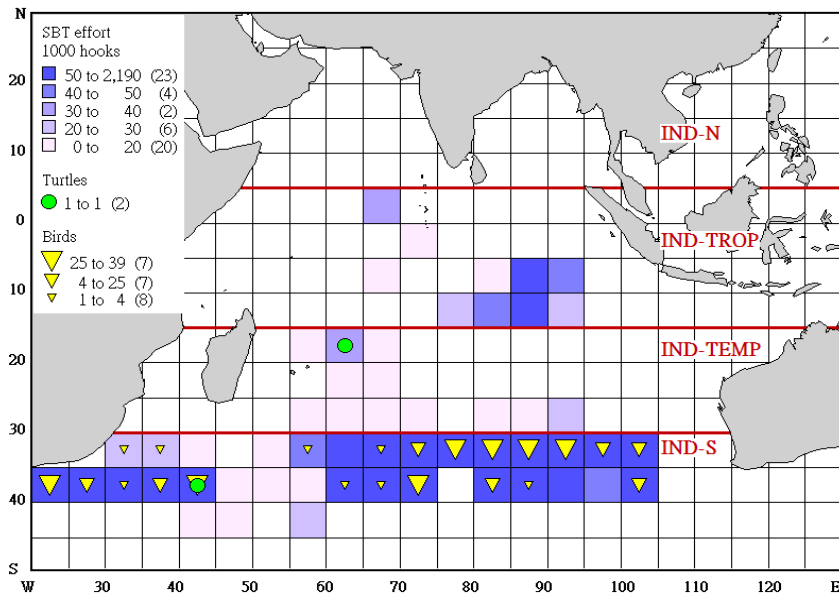 N
SBT effort
1000 hooks
50 to 2,190 (23)
40 to 50 (4)
30 to 40 (2)
20 to 30 (6)
0 to 20 (20)
Turtles
1 to 1 (2)
Birds
25 to 39 (7)
4 to 25 (7)
1 to 4 (8)
20
10
0
10
20
30
40
S
IND-N
IND-TROP
IND-TEMP
IND-S
W 30 40 50 60 70 80 90 100 110 120 E